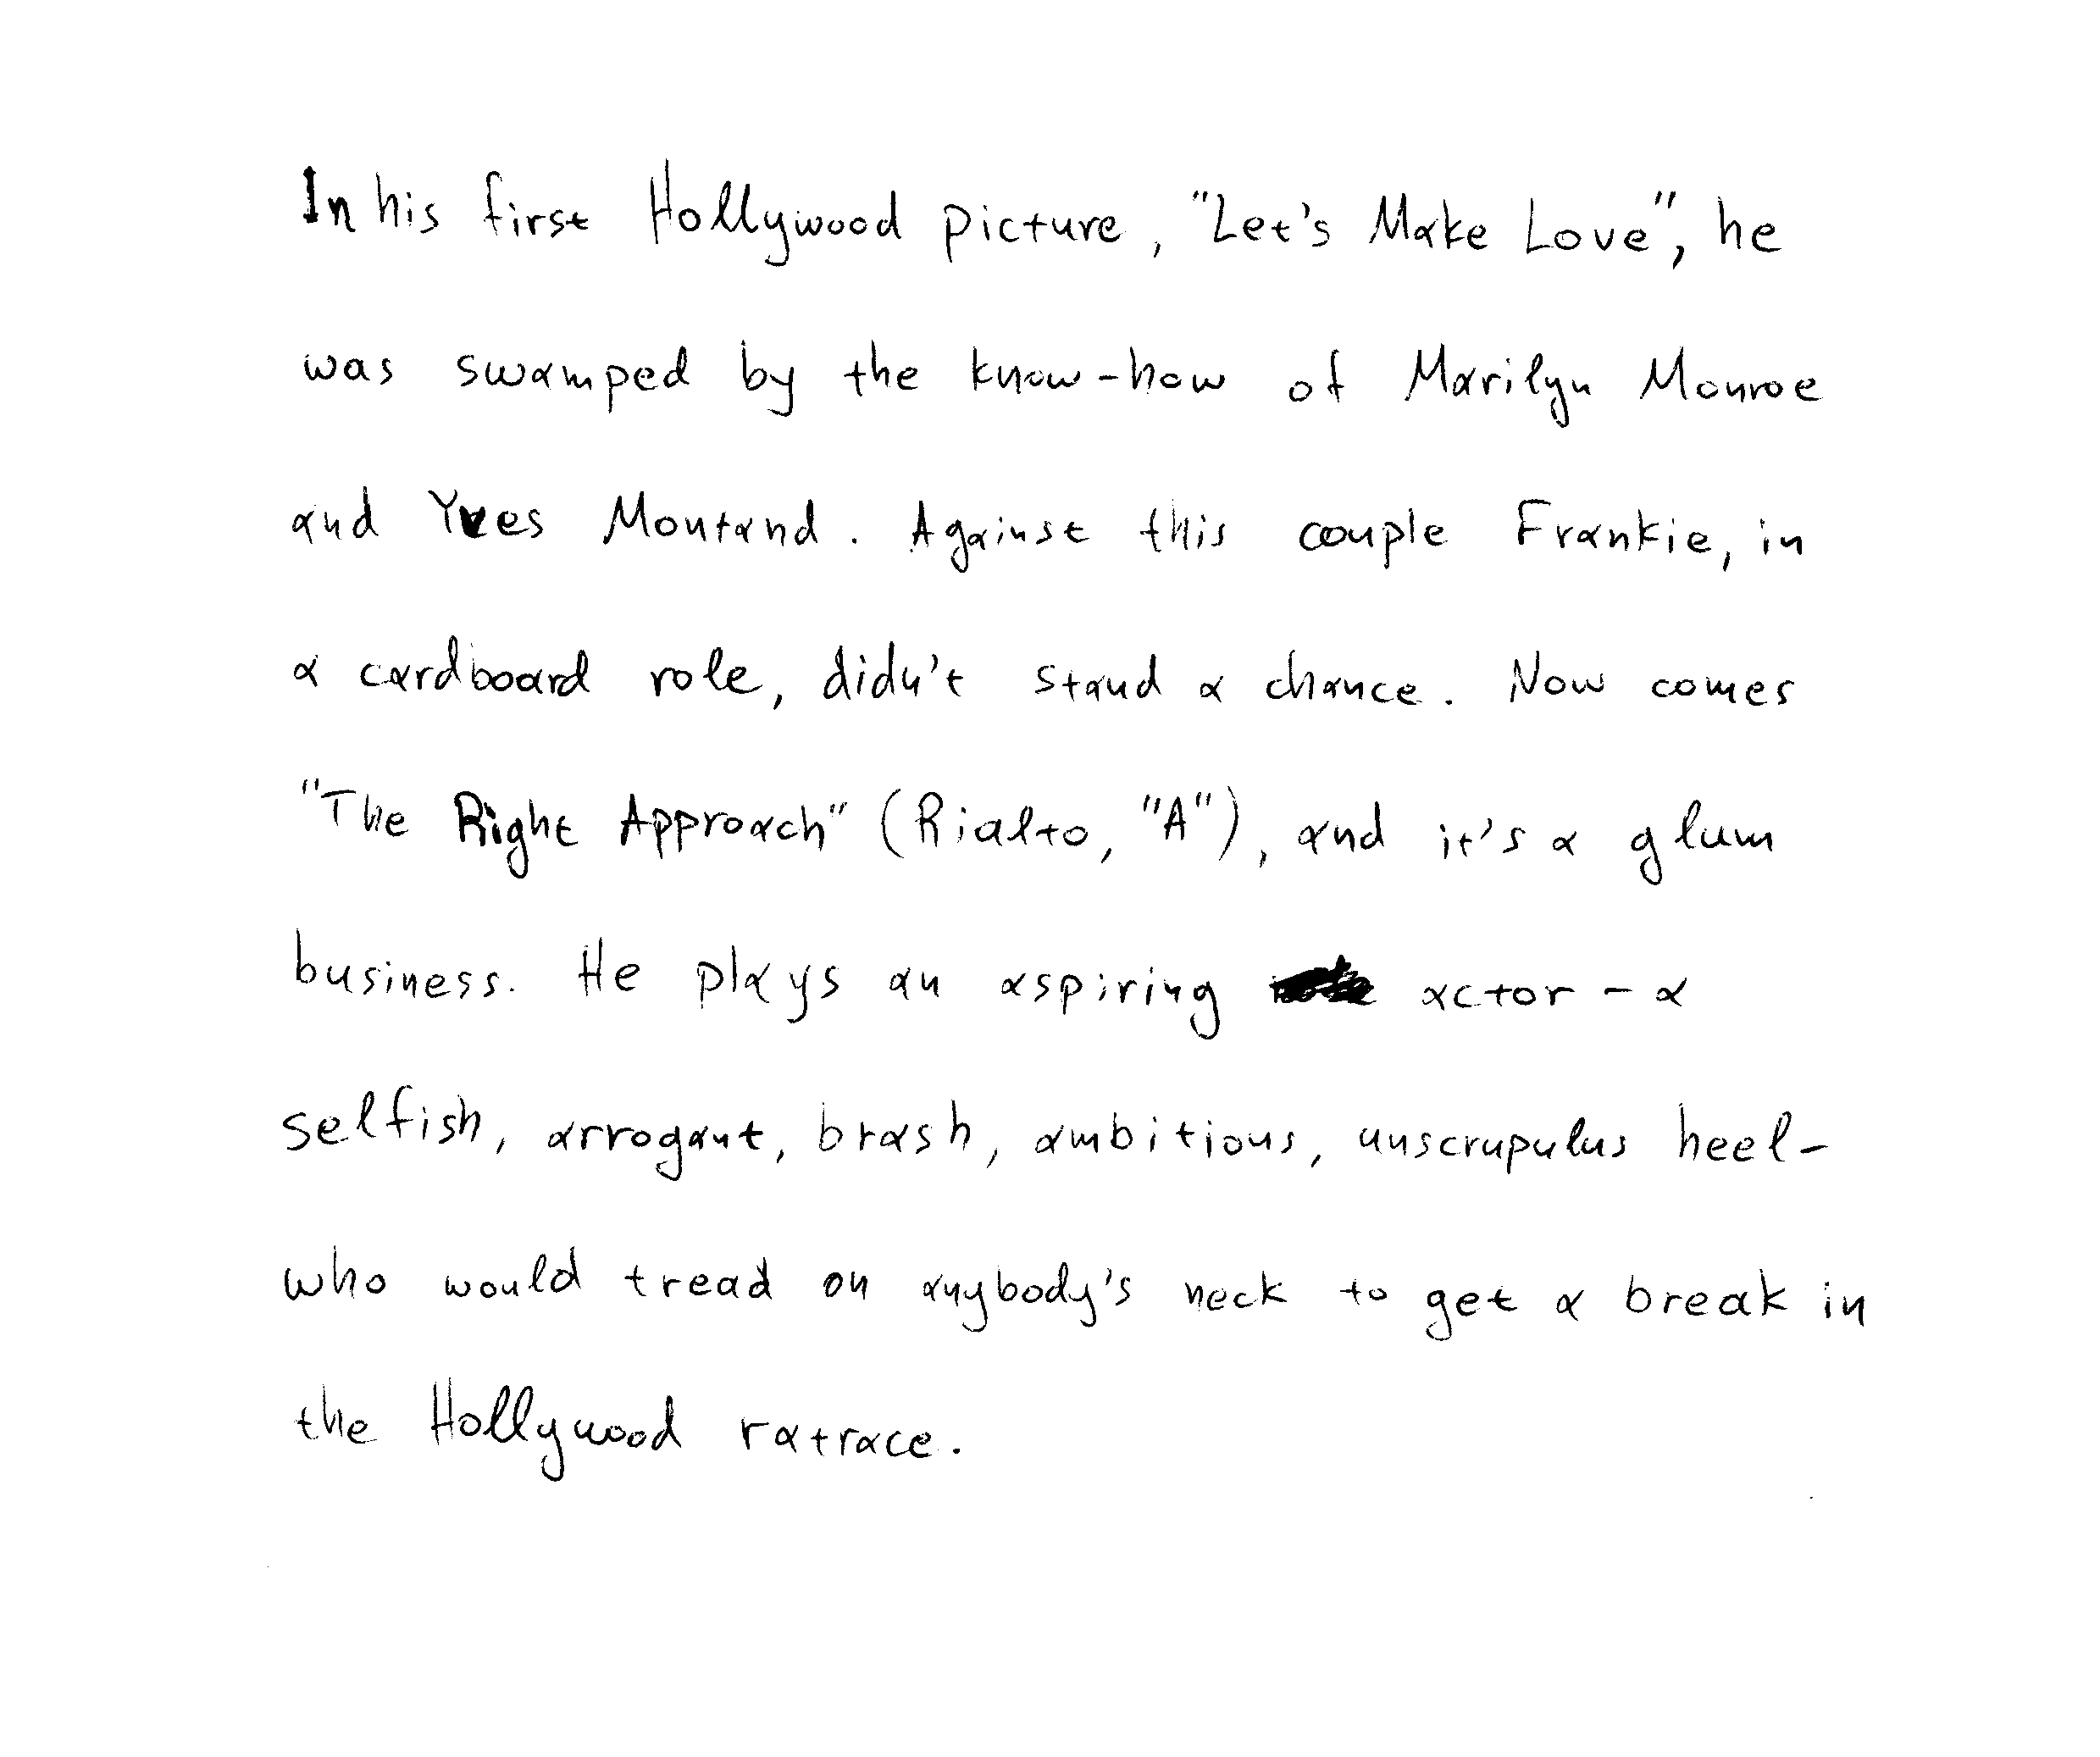 In his first Hollywood picture, "Let's Make Love", he
was swamped by the know-how of Marilyn Monroe
and Yves Montand. Against this couple Frankie, in
a cardboard role, didn't stand a chance. Now comes
"The Right Approach" (Rialto, "A"), and it's a glum
business. He plays an aspiring actor - a
selfish, arrogant, brash, ambitious, unscrupulus heel-
who would tread on anybody's neck to get a break in
the Hollywood ratrace.